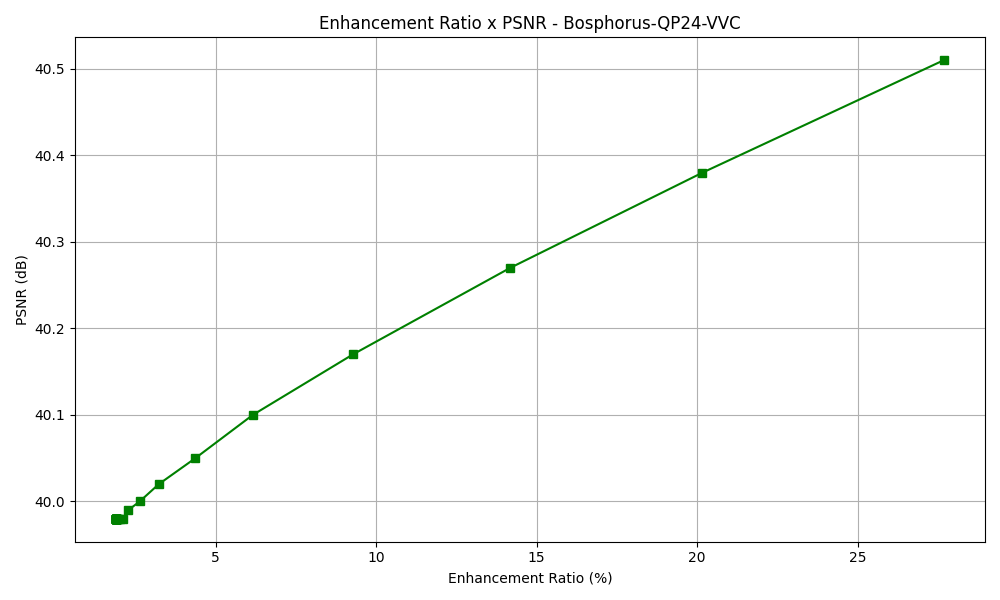 Enhancement Ratio x PSNR - Bosphorus-QP24-VVC
PSNR (dB)
40.5
40.4
40.3
40.2
40.1
40.0
5 10 15 20 25
Enhancement Ratio (%)